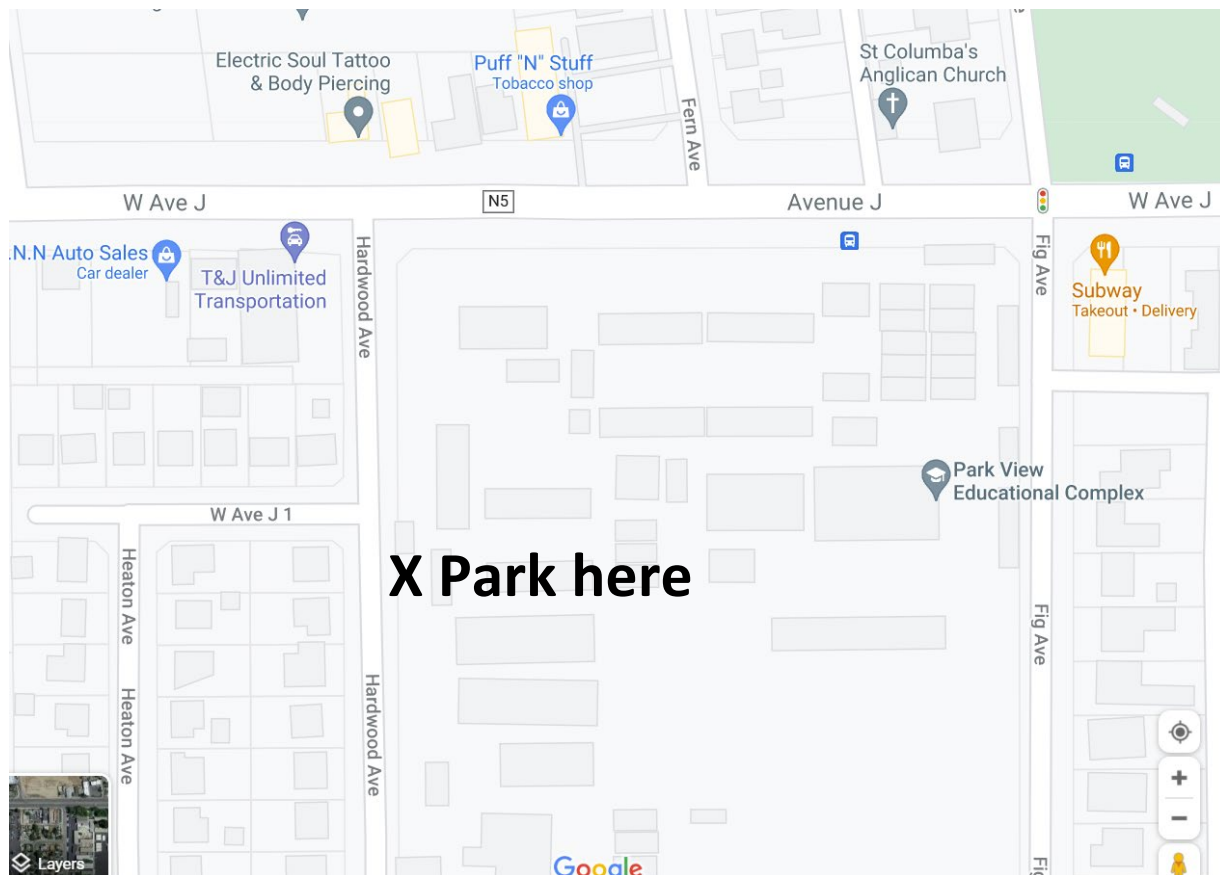 Electric Soul Tattoo
& Body Piercing
Puff "N" Stuff
Tobacco shop
St Columba's
Anglican Church
Fern Ave
W Ave J
N5
Avenue J
W Ave J
.N.N Auto Sales
Car dealer
T&J Unlimited
Transportation
Hardwood Ave
Fig Ave
Subway
Takeout • Delivery
Park View
Educational Complex
W Ave J 1
X Park here
Heaton Ave
Fig Ave
Heaton Ave
Hardwood Ave
Layers
Google